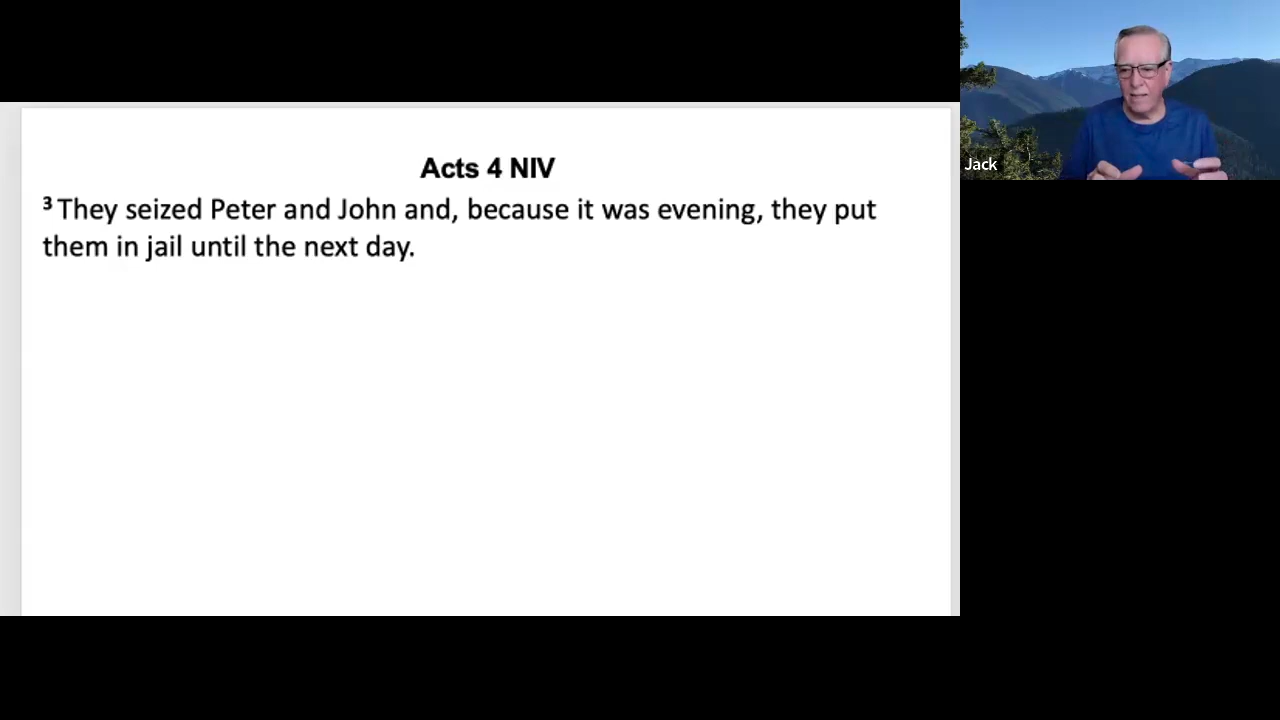 Acts 4 NIV
3 They seized Peter and John and, because it was evening, they put
them in jail until the next day.
Jack